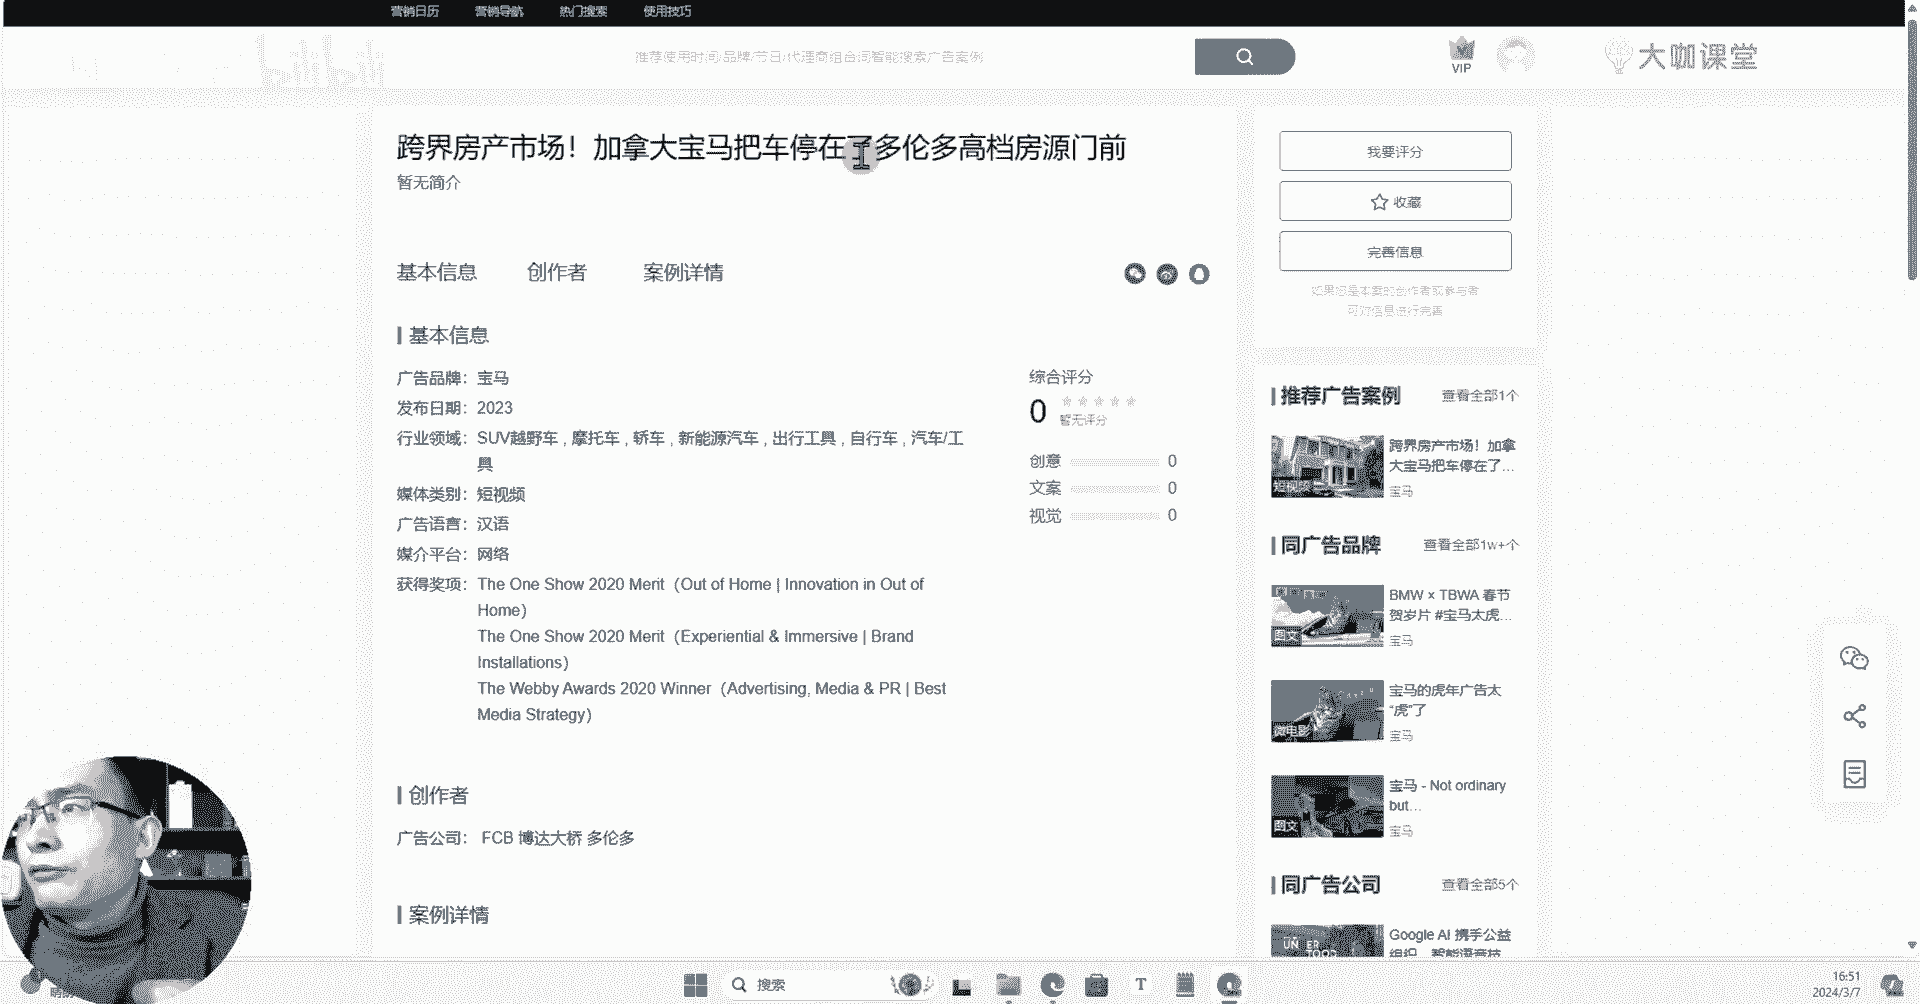 营销日历 营销导航 热门搜索 使用技巧
bilibili
推荐使用时间/品牌/节日/代理商组合词智能搜索广告案例
VIP
大咖课堂
跨界房产市场！加拿大宝马把车停在了多伦多高档房源门前
暂无简介
基本信息 创作者 案例详情
基本信息
广告品牌： 宝马
发布日期： 2023
行业领域： SUV越野车 , 摩托车 , 轿车 , 新能源汽车 , 出行工具 , 自行车 , 汽车/工
具
媒体类别： 短视频
广告语言： 汉语
媒介平台： 网络
获得奖项： The One Show 2020 Merit（Out of Home | Innovation in Out of
Home）
The One Show 2020 Merit（Experiential & Immersive | Brand
Installations）
The Webby Awards 2020 Winner（Advertising, Media & PR | Best
Media Strategy）
综合评分
0
暂无评分
创意 0
文案 0
视觉 0
创作者
广告公司： FCB 博达大桥 多伦多
案例详情
我要评分
收藏
完善信息
如果您是本案的创作者或参与者
可对信息进行完善
推荐广告案例 查看全部1个
短视频
跨界房产市场！加拿
大宝马把车停在了...
宝马
同广告品牌 查看全部1w+个
图文
BMW × TBWA 春节
贺岁片 #宝马太虎...
宝马
微电影
宝马的虎年广告太
“虎”了
宝马
图文
宝马 - Not ordinary
but...
宝马
同广告公司 查看全部5个
Google AI 携手公益
搜索
16:51
2024/3/7